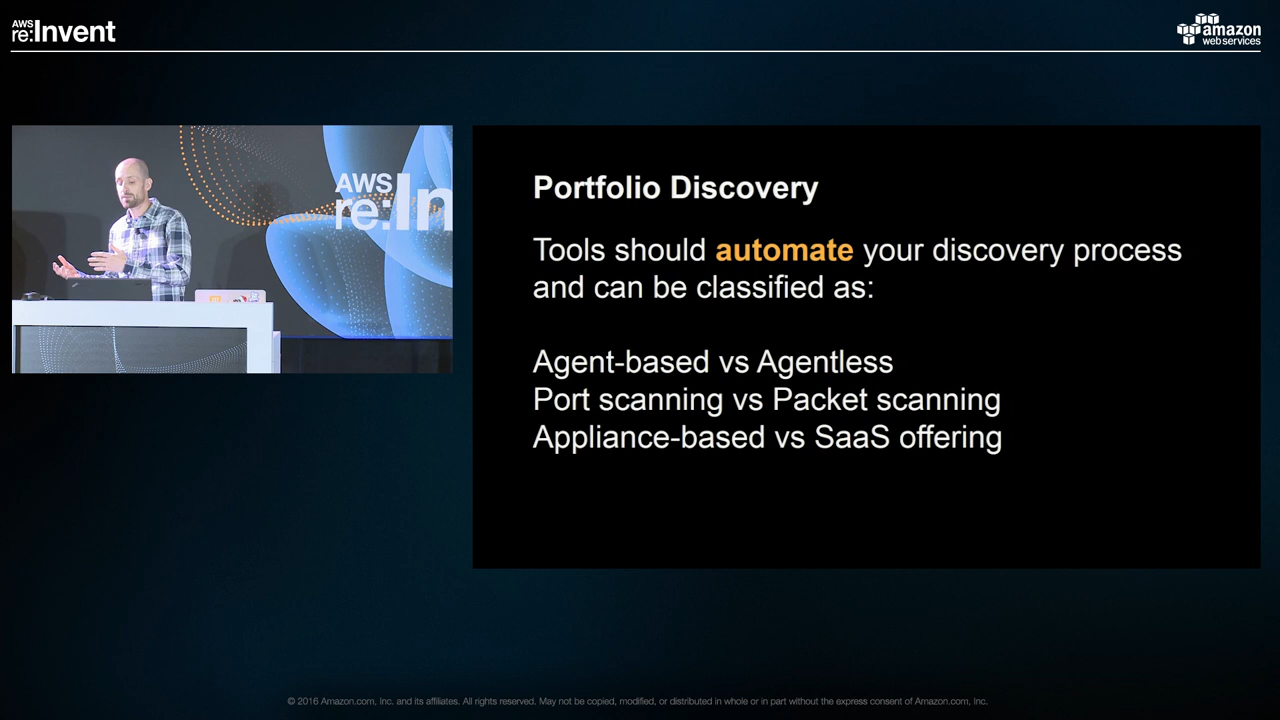 AWS
re:Invent
amazon
web services
AWS
re:In
Portfolio Discovery
Tools should automate your discovery process
and can be classified as:
Agent-based vs Agentless
Port scanning vs Packet scanning
Appliance-based vs SaaS offering
© 2016 Amazon.com, Inc. and its affiliates. All rights reserved. May not be copied, modified, or distributed in whole or in part without the express consent of Amazon.com, Inc.